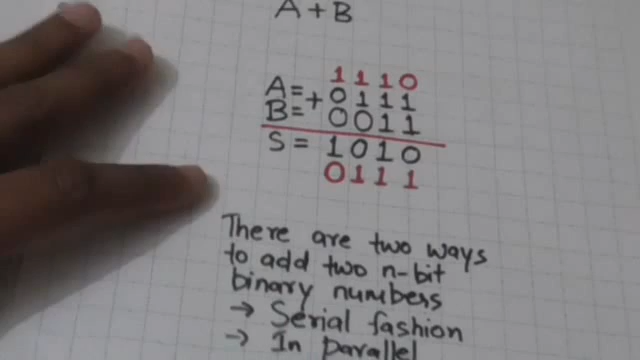 A + B
1 1 1 0
A = + 0 1 1 1
B = 0 0 1 1
S = 1 0 1 0
0 1 1 1
There are two ways
to add two n-bit
binary numbers
→ Serial fashion
→ In parallel